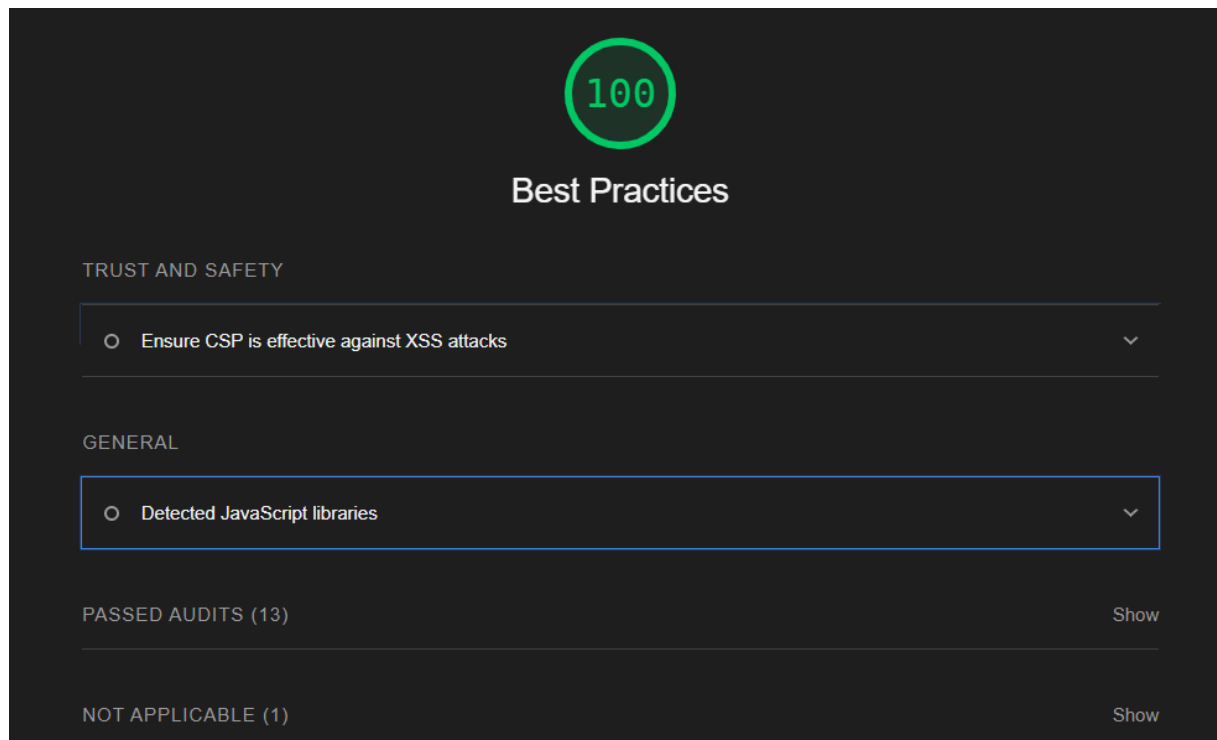 100
Best Practices
TRUST AND SAFETY
Ensure CSP is effective against XSS attacks
GENERAL
Detected JavaScript libraries
PASSED AUDITS (13) Show
NOT APPLICABLE (1) Show